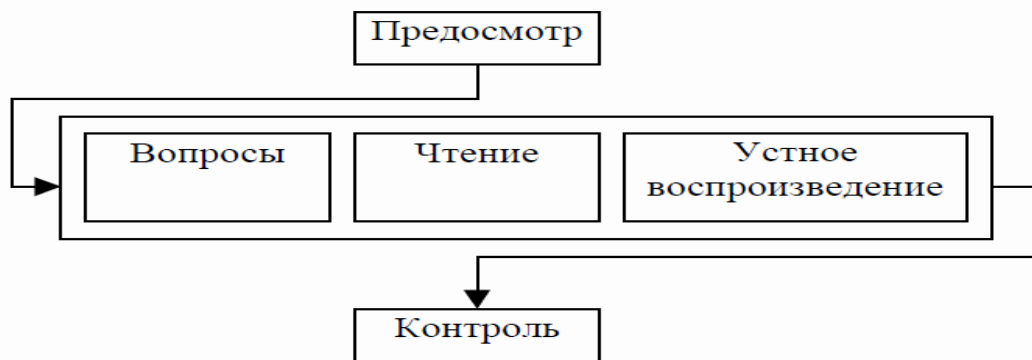 Предосмотр
Вопросы
Чтение
Устное
воспроизведение
Контроль